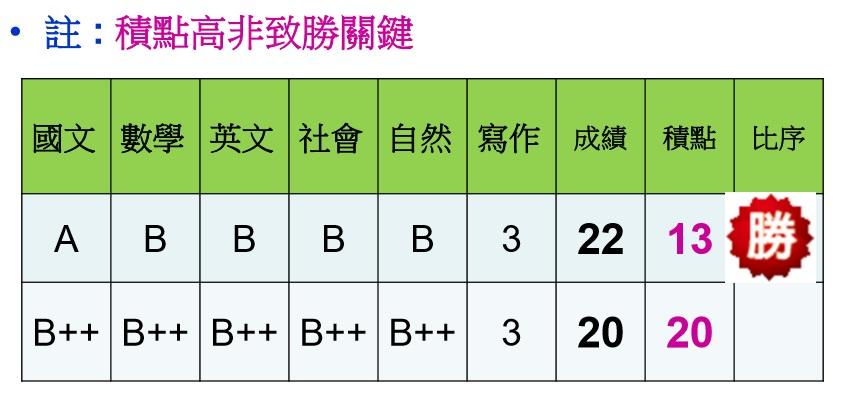 • 註：積點高非致勝關鍵
國文 數學 英文 社會 自然 寫作 成績 積點 比序
A B B B B 3 22 13 勝
B++ B++ B++ B++ B++ 3 20 20